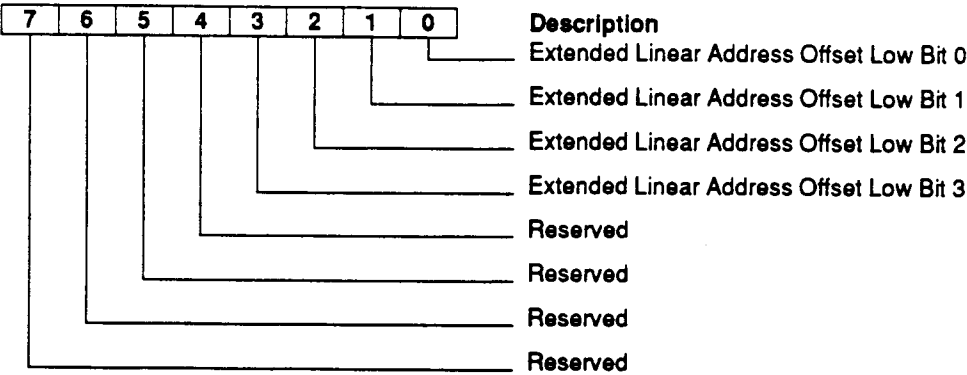 7 6 5 4 3 2 1 0
Description
Extended Linear Address Offset Low Bit 0
Extended Linear Address Offset Low Bit 1
Extended Linear Address Offset Low Bit 2
Extended Linear Address Offset Low Bit 3
Reserved
Reserved
Reserved
Reserved